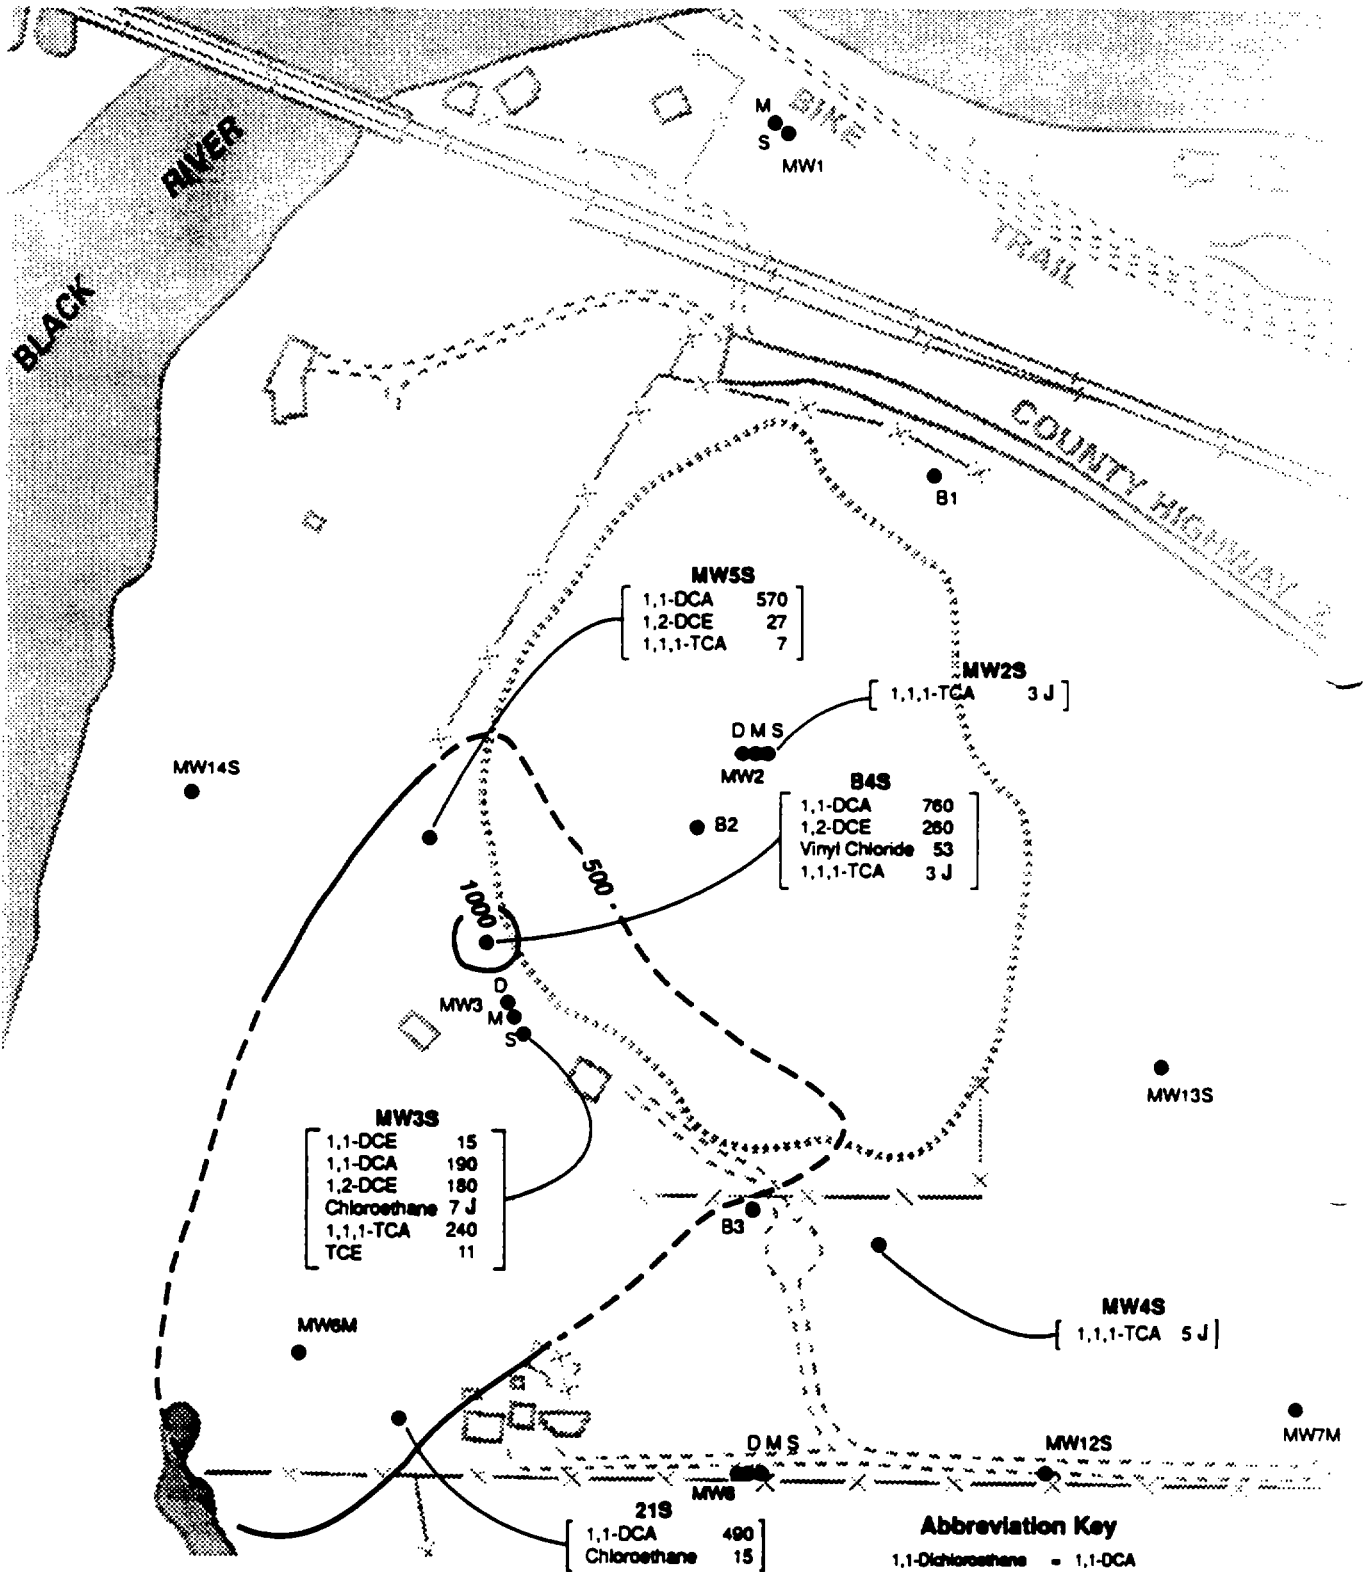 BLACK RIVER
BIKE TRAIL
M
S
MW1
COUNTY HIGHWAY 2
B1
MW5S
1,1-DCA 570
1,2-DCE 27
1,1,1-TCA 7
MW2S
1,1,1-TCA 3 J
D M S
MW2
MW14S
B2
B4S
1,1-DCA 760
1,2-DCE 260
Vinyl Chloride 53
1,1,1-TCA 3 J
500
1000
D
MW3
M
S
MW13S
MW3S
1,1-DCE 15
1,1-DCA 190
1,2-DCE 180
Chloroethane 7 J
1,1,1-TCA 240
TCE 11
B3
MW4S
1,1,1-TCA 5 J
MW6M
MW7M
D M S
MW12S
MW6
21S
1,1-DCA 490
Chloroethane 15
Abbreviation Key
1,1-Dichloroethane = 1,1-DCA